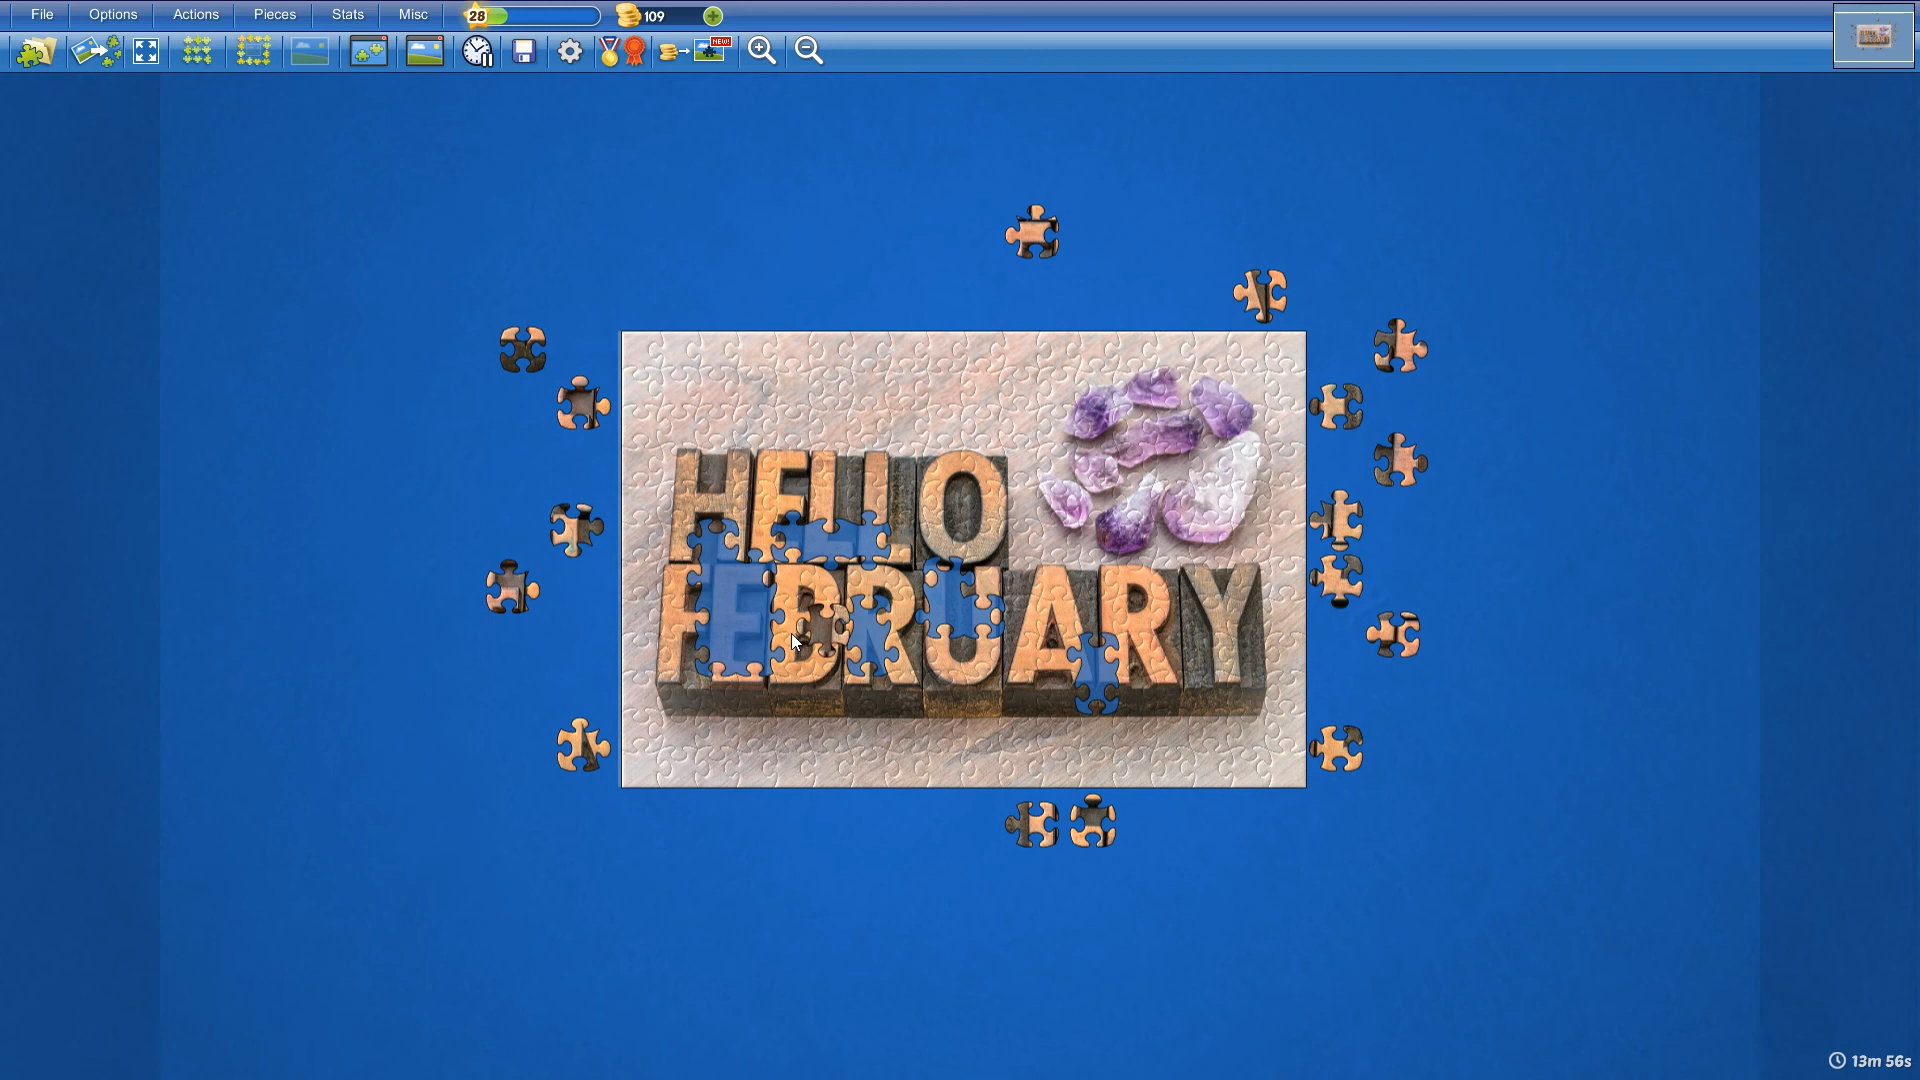 File Options Actions Pieces Stats Misc 28 109
NEW!
HELLO
FEBRUARY
13m 56s